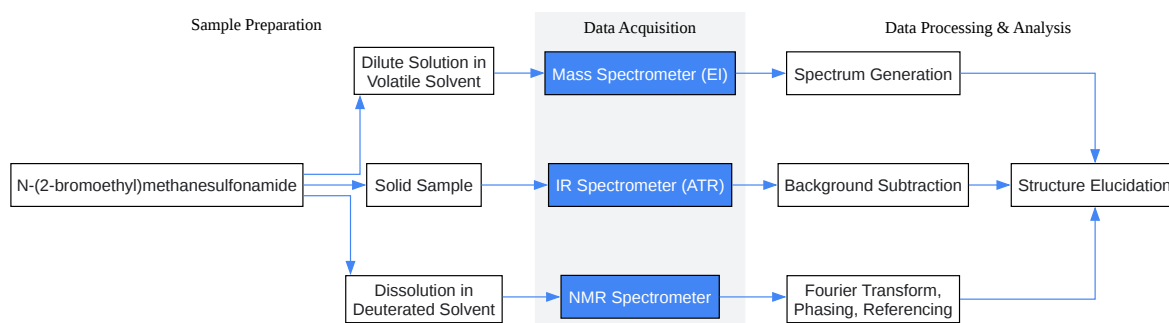 Sample Preparation
Data Acquisition
Data Processing & Analysis
Dilute Solution in
Volatile Solvent
Mass Spectrometer (EI)
Spectrum Generation
N-(2-bromoethyl)methanesulfonamide
Solid Sample
IR Spectrometer (ATR)
Background Subtraction
Structure Elucidation
Dissolution in
Deuterated Solvent
NMR Spectrometer
Fourier Transform,
Phasing, Referencing